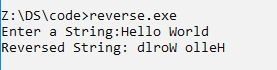 Z:\DS\code>reverse.exe
Enter a String:Hello World
Reversed String: dlroW olleH